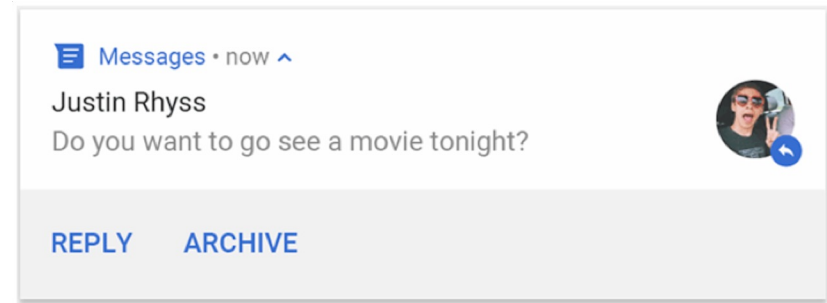 Messages • now
Justin Rhyss
Do you want to go see a movie tonight?
REPLY ARCHIVE